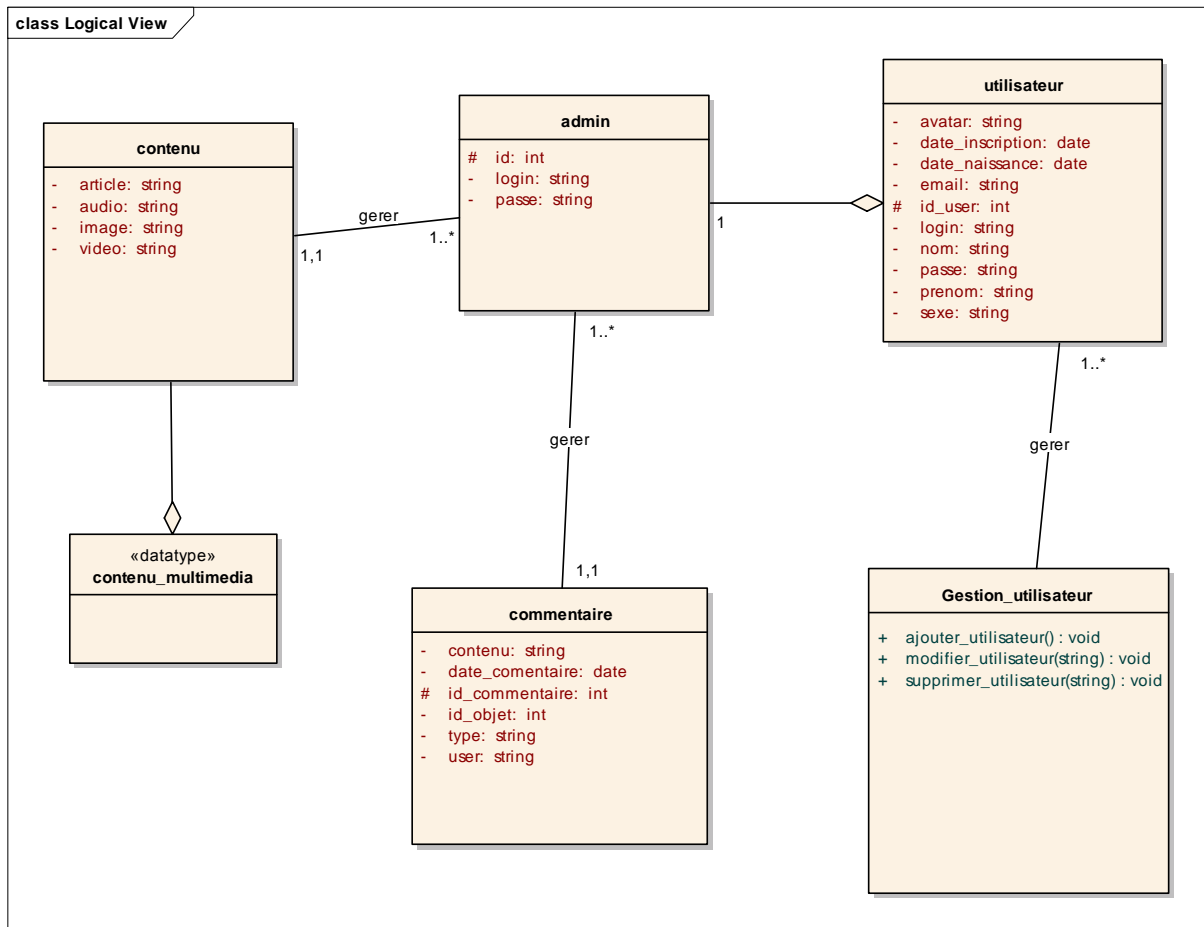 class Logical View
contenu
- article: string
- audio: string
- image: string
- video: string
gerer
1,1
1..*
admin
# id: int
- login: string
- passe: string
1
utilisateur
- avatar: string
- date_inscription: date
- date_naissance: date
- email: string
# id_user: int
- login: string
- nom: string
- passe: string
- prenom: string
- sexe: string
1..*
gerer
1,1
1..*
gerer
«datatype»
contenu_multimedia
commentaire
- contenu: string
- date_comentaire: date
# id_commentaire: int
- id_objet: int
- type: string
- user: string
Gestion_utilisateur
+ ajouter_utilisateur() : void
+ modifier_utilisateur(string) : void
+ supprimer_utilisateur(string) : void